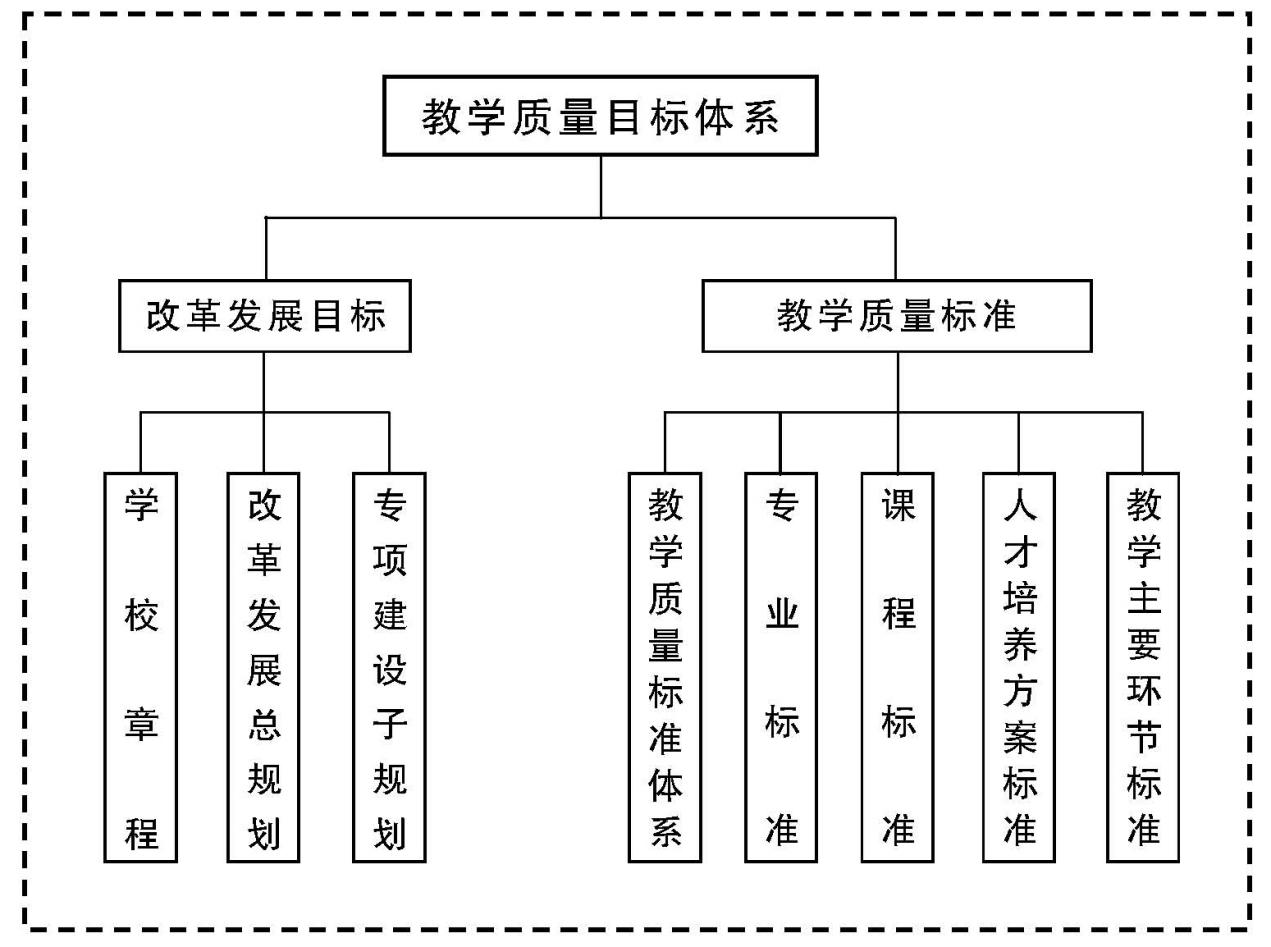 教学质量目标体系
改革发展目标
教学质量标准
学校章程
改革发展总规划
专项建设子规划
教学质量标准体系
专业标准
课程标准
人才培养方案标准
教学主要环节标准